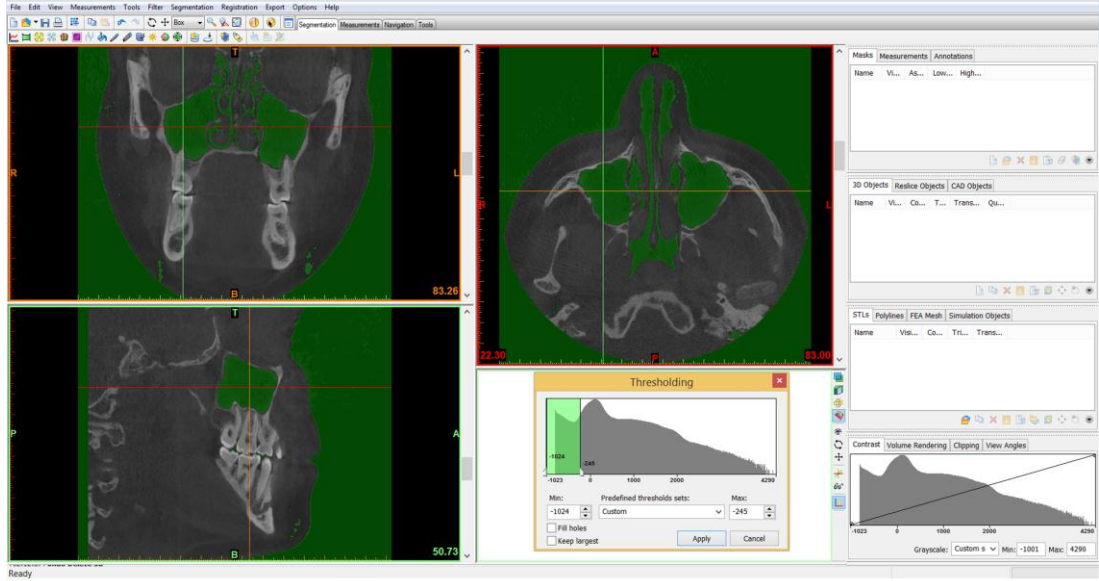 File Edit View Measurements Tools Filter Segmentation Registration Export Options Help
Box Segmentation Measurements Navigation Tools
T
R
L
B
83.26
A
R
L
P
22.30
83.00
T
P
A
B
50.73
Thresholding
-1024
-245
-1023 0 1000 2000 4290
Min: Predefined thresholds sets: Max:
-1024 Custom -245
Fill holes
Keep largest
Apply Cancel
Masks Measurements Annotations
Name Vi... As... Low... High...
3D Objects Reslice Objects CAD Objects
Name Vi... Co... T... Trans... Qu...
STLs Polylines FEA Mesh Simulation Objects
Name Visi... Co... Tri... Trans...
Contrast Volume Rendering Clipping View Angles
-1023 0 1000 2000 4290
Grayscale: Custom s Min: -1001 Max: 4290
Ready